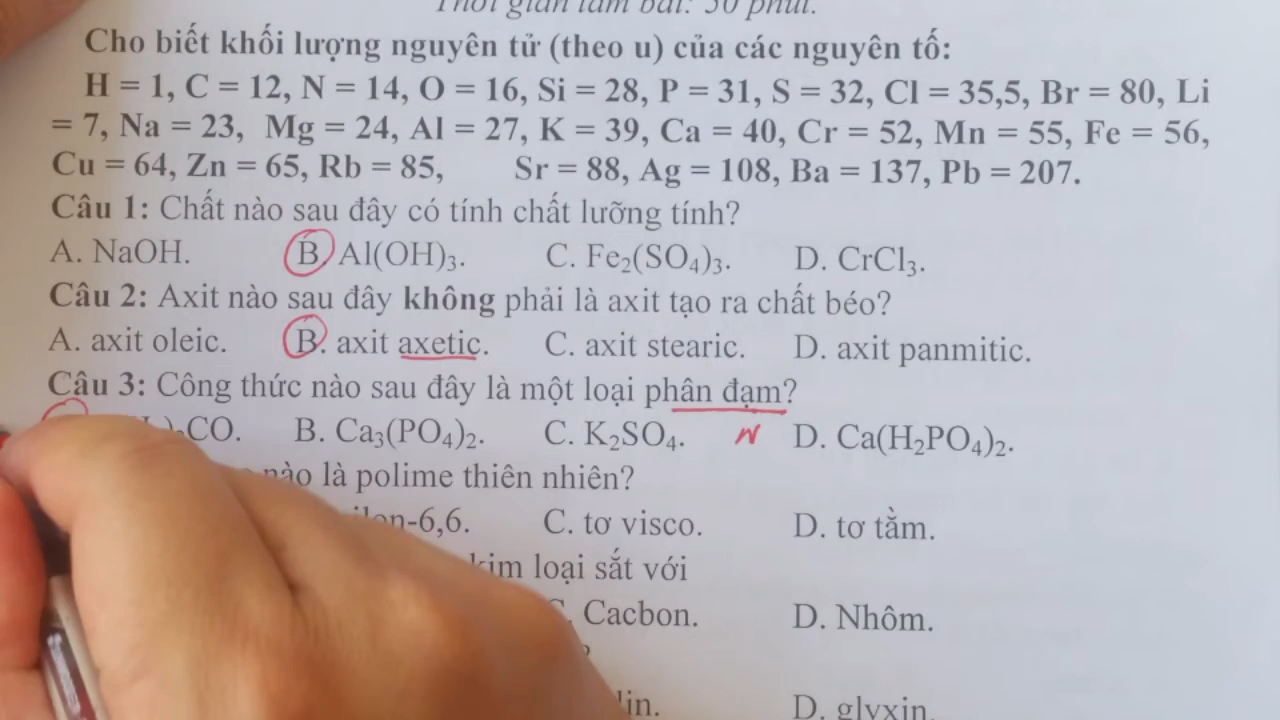 Thời gian làm bài: 50 phút.
Cho biết khối lượng nguyên tử (theo u) của các nguyên tố:
H = 1, C = 12, N = 14, O = 16, Si = 28, P = 31, S = 32, Cl = 35,5, Br = 80, Li
= 7, Na = 23, Mg = 24, Al = 27, K = 39, Ca = 40, Cr = 52, Mn = 55, Fe = 56,
Cu = 64, Zn = 65, Rb = 85, Sr = 88, Ag = 108, Ba = 137, Pb = 207.
Câu 1: Chất nào sau đây có tính chất lưỡng tính?
A. NaOH. B. Al(OH)₃. C. Fe₂(SO₄)₃. D. CrCl₃.
Câu 2: Axit nào sau đây không phải là axit tạo ra chất béo?
A. axit oleic. B. axit axetic. C. axit stearic. D. axit panmitic.
Câu 3: Công thức nào sau đây là một loại phân đạm?
CO. B. Ca₃(PO₄)₂. C. K₂SO₄. N D. Ca(H₂PO₄)₂.
nào là polime thiên nhiên?
-6,6. C. tơ visco. D. tơ tằm.
kim loại sắt với
C. Cacbon. D. Nhôm.
lin. D. glyxin.